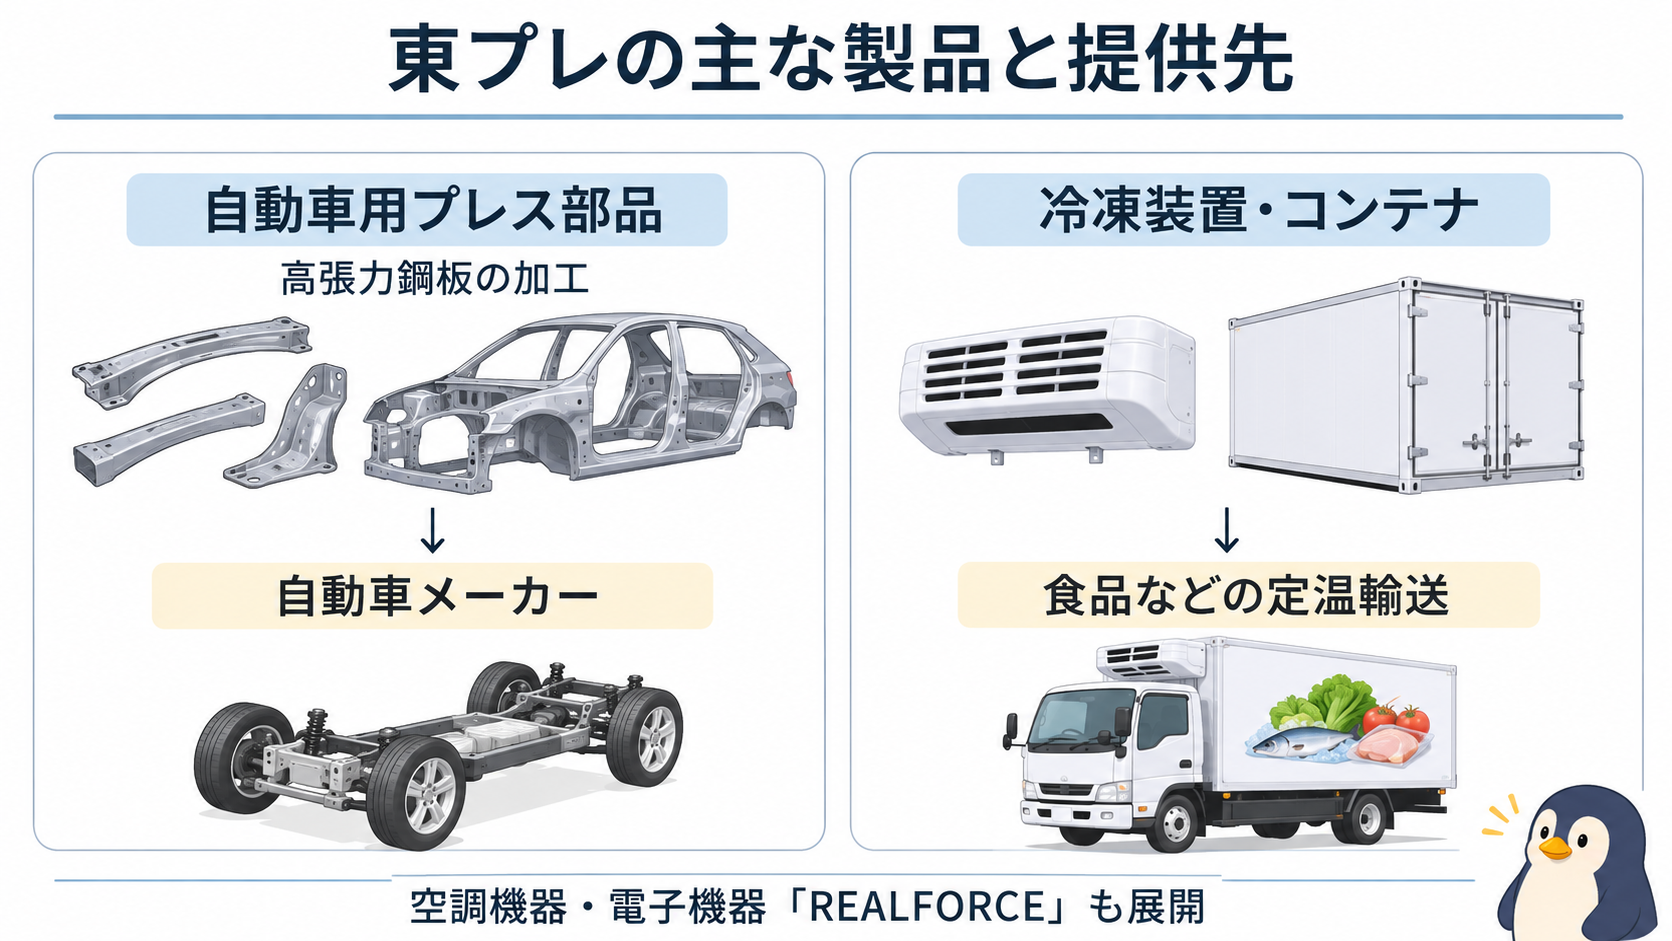 東プレの主な製品と提供先
自動車用プレス部品
高張力鋼板の加工
自動車メーカー
冷凍装置・コンテナ
食品などの定温輸送
空調機器・電子機器「REALFORCE」も展開